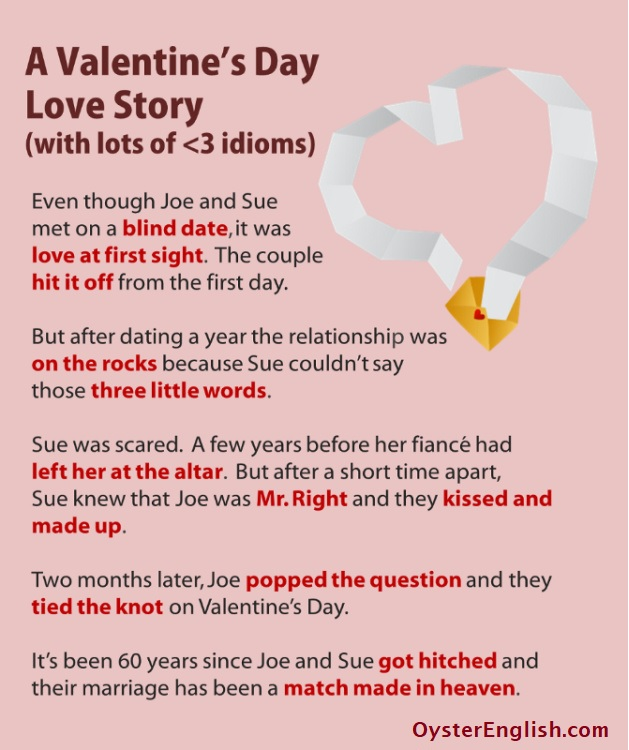 A Valentine's Day
Love Story
(with lots of <3 idioms)
Even though Joe and Sue
met on a blind date, it was
love at first sight. The couple
hit it off from the first day.
But after dating a year the relationship was
on the rocks because Sue couldn't say
those three little words.
Sue was scared. A few years before her fiancé had
left her at the altar. But after a short time apart,
Sue knew that Joe was Mr. Right and they kissed and
made up.
Two months later, Joe popped the question and they
tied the knot on Valentine's Day.
It's been 60 years since Joe and Sue got hitched and
their marriage has been a match made in heaven.
OysterEnglish.com